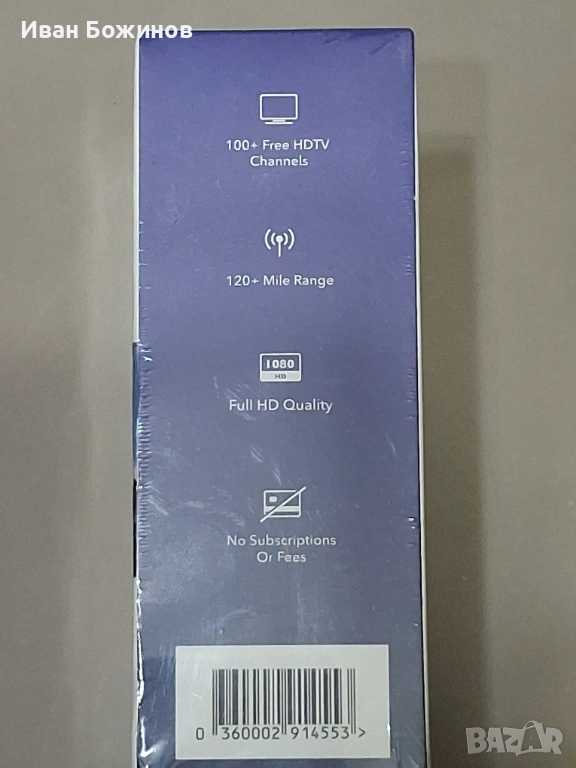 Иван Божинов
100+ Free HDTV
Channels
120+ Mile Range
1080
HD
Full HD Quality
No Subscriptions
Or Fees
0 360002 914553 >
BAZAR